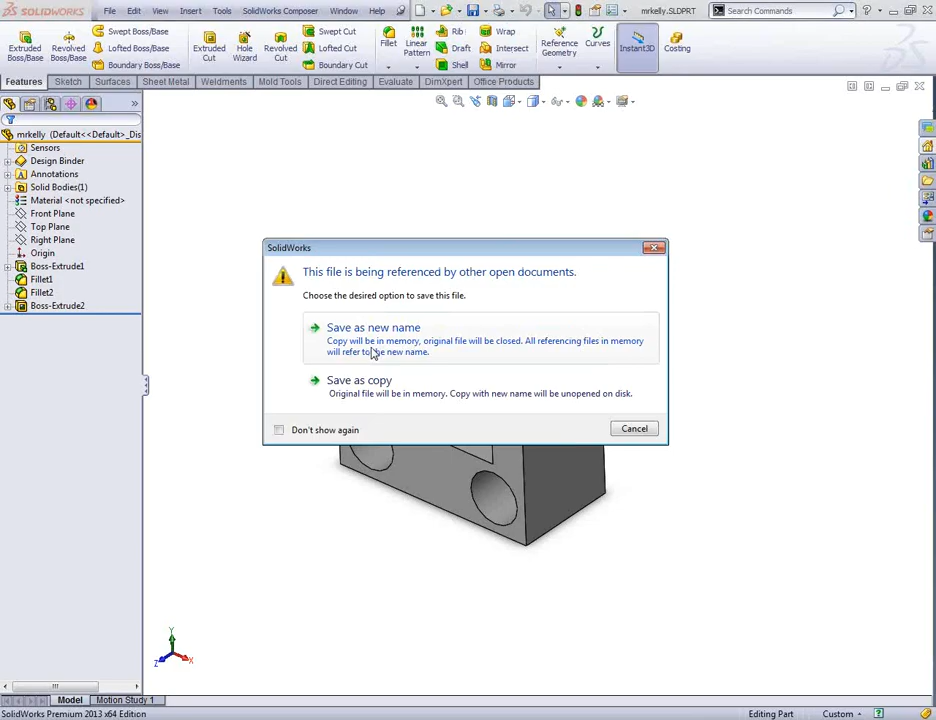 SOLIDWORKS File Edit View Insert Tools SolidWorks Composer Window Help mrkelly.SLDPRT Search Commands
Extruded Boss/Base
Revolved Boss/Base
Swept Boss/Base
Lofted Boss/Base
Boundary Boss/Base
Extruded Cut
Hole Wizard
Revolved Cut
Swept Cut
Lofted Cut
Boundary Cut
Fillet
Linear Pattern
Rib
Draft
Shell
Wrap
Intersect
Mirror
Reference Geometry
Curves
Instant3D
Costing
Features Sketch Surfaces Sheet Metal Weldments Mold Tools Direct Editing Evaluate DimXpert Office Products
mrkelly (Default<<Default>_Dis
Sensors
Design Binder
Annotations
Solid Bodies(1)
Material <not specified>
Front Plane
Top Plane
Right Plane
Origin
Boss-Extrude1
Fillet1
Fillet2
Boss-Extrude2
SolidWorks
This file is being referenced by other open documents.
Choose the desired option to save this file.
Save as new name
Copy will be in memory, original file will be closed. All referencing files in memory
will refer to the new name.
Save as copy
Original file will be in memory. Copy with new name will be unopened on disk.
Don't show again
Cancel
Y
Z
X
Model Motion Study 1
SolidWorks Premium 2013 x64 Edition Editing Part Custom